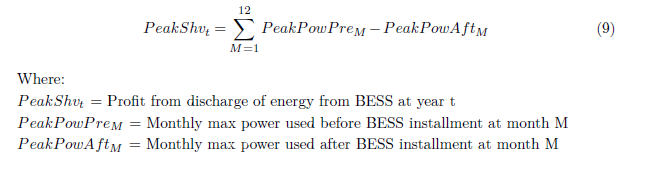 PeakShv_t = \sum_{M=1}^{12} PeakPowPre_M − PeakPowAft_M (9)
Where:
PeakShv_t = Profit from discharge of energy from BESS at year t
PeakPowPre_M = Monthly max power used before BESS installment at month M
PeakPowAft_M = Monthly max power used after BESS installment at month M